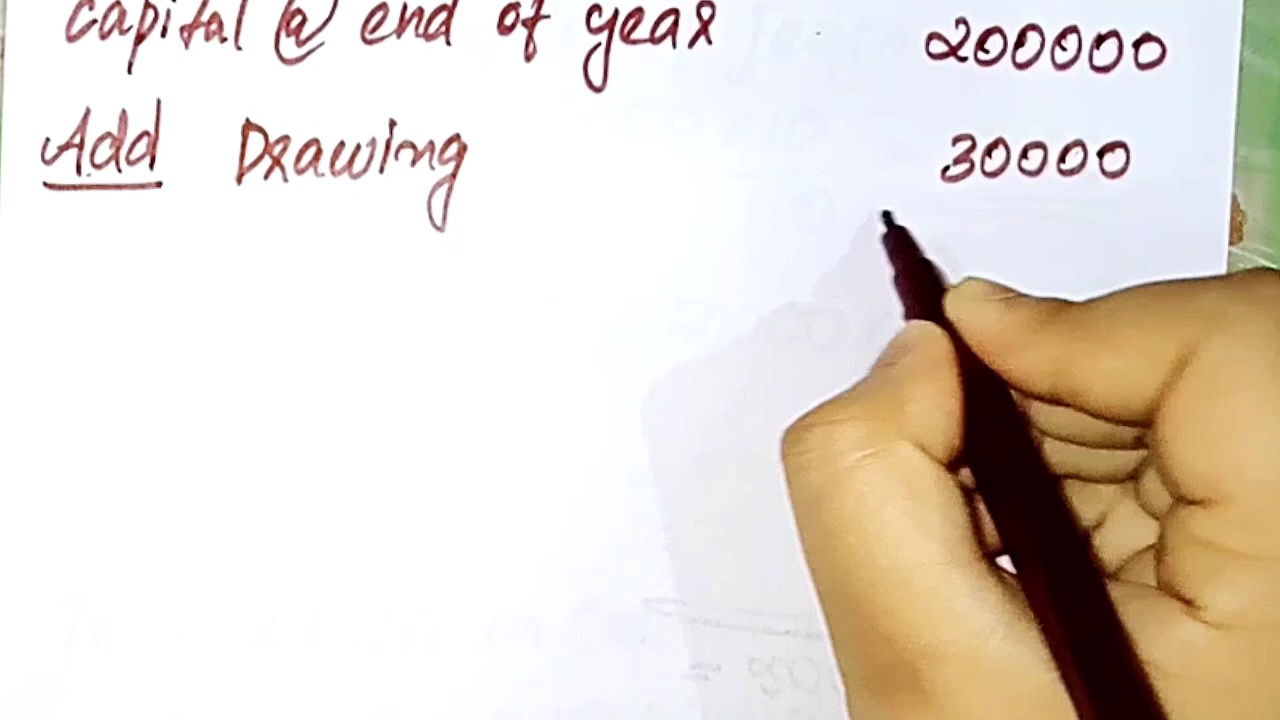 capital @ end of year 200000
Add Drawing 30000